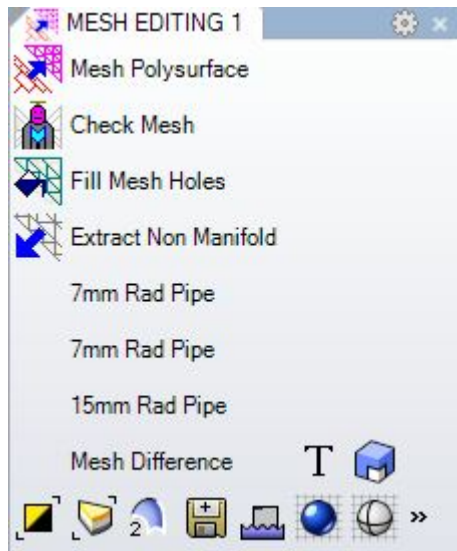 MESH EDITING 1
Mesh Polysurface
Check Mesh
Fill Mesh Holes
Extract Non Manifold
7mm Rad Pipe
7mm Rad Pipe
15mm Rad Pipe
Mesh Difference T
2